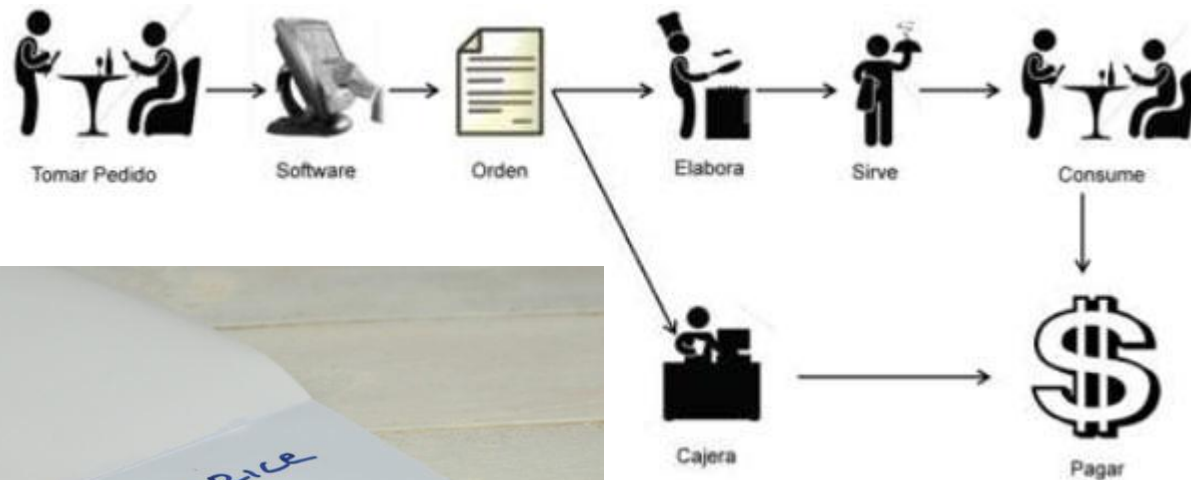 Tomar Pedido
Software
Orden
Elabora
Sirve
Consume
Cajera
Pagar